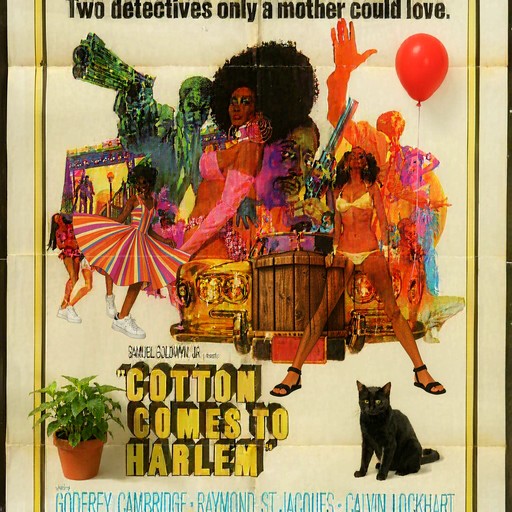 Two detectives only a mother could love.
SAMUEL GOLDWYN, JR.
"COTTON
COMES TO
HARLEM"
GODFREY CAMBRIDGE · RAYMOND ST. JACQUES · CALVIN LOCKHART